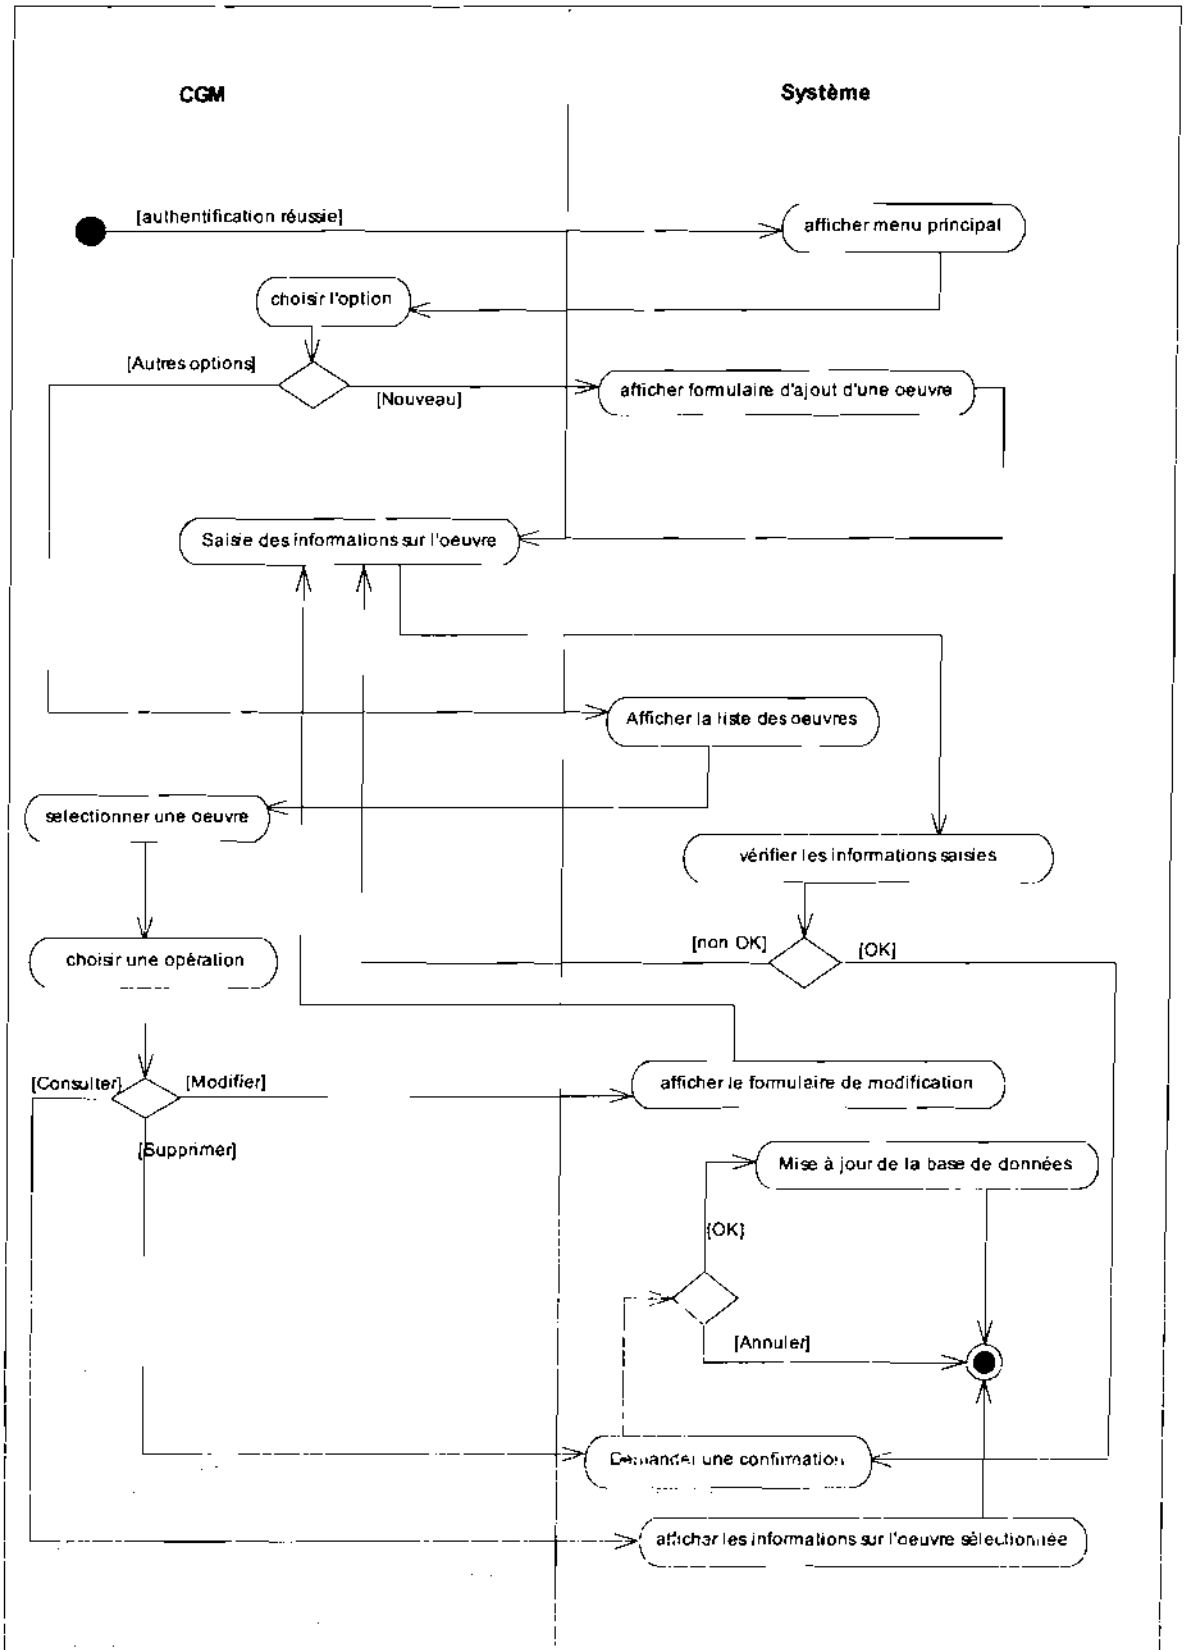 CGM
Système
[authentification réussie]
afficher menu principal
choisir l'option
[Autres options]
[Nouveau]
afficher formulaire d'ajout d'une oeuvre
Saisie des informations sur l'oeuvre
Afficher la liste des oeuvres
selectionner une oeuvre
vérifier les informations saisies
choisir une opération
[non OK]
[OK]
[Consulter]
[Modifier]
afficher le formulaire de modification
[Supprimer]
Mise à jour de la base de données
[OK]
[Annuler]
Demander une confirmation
afficher les informations sur l'oeuvre sélectionnée